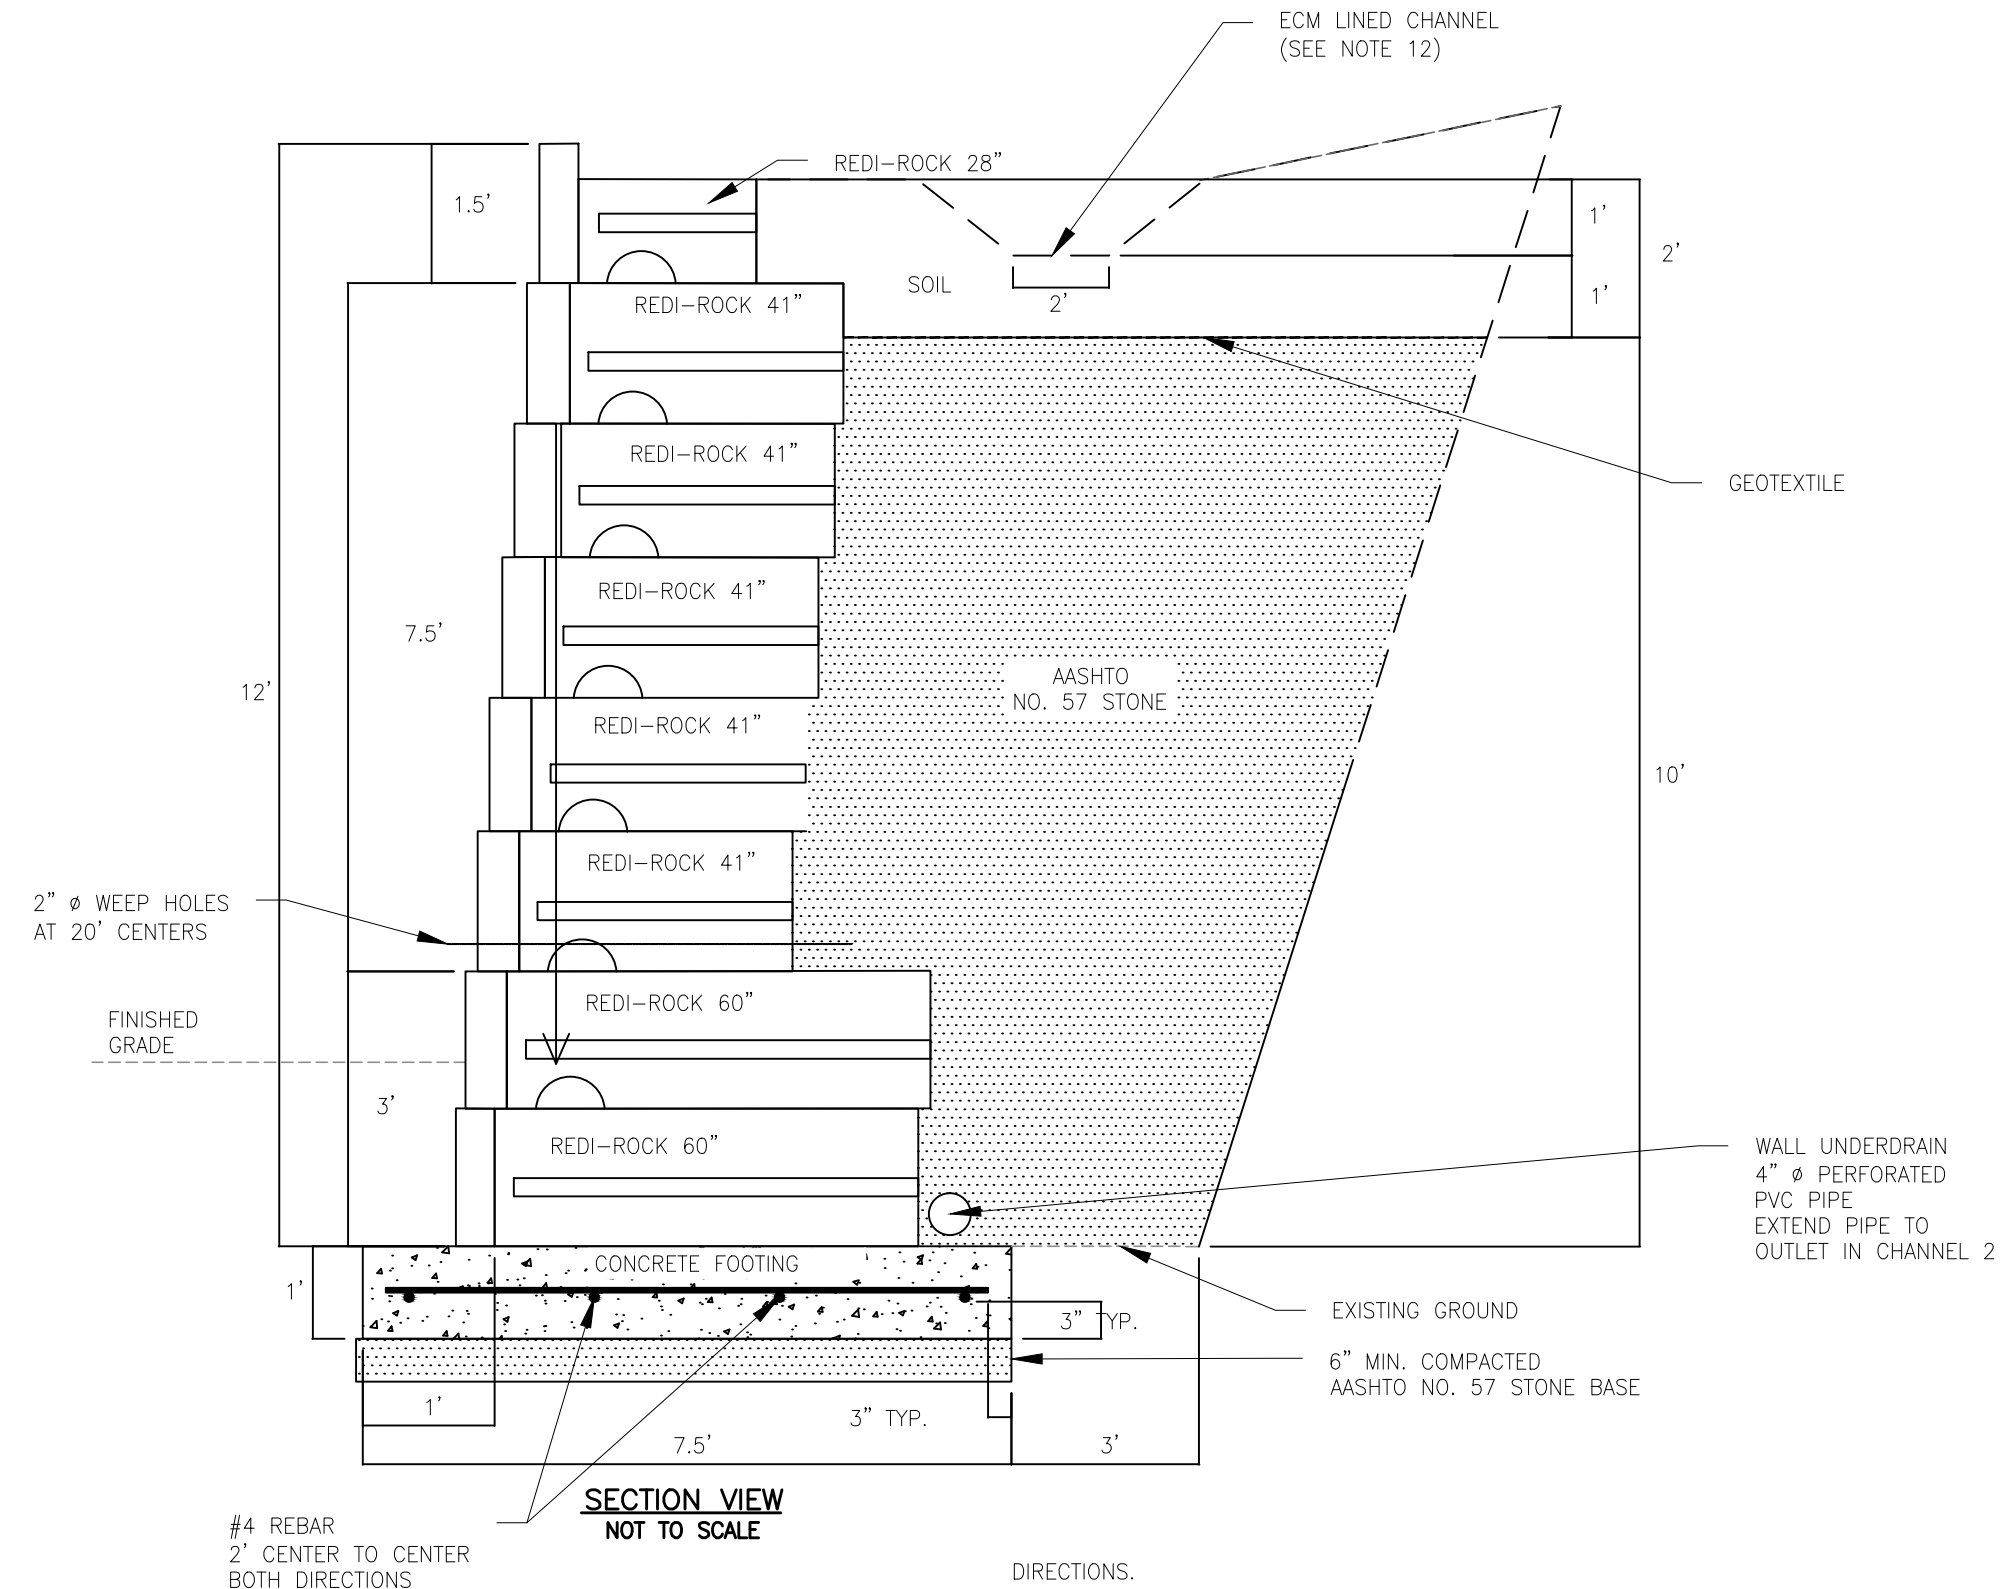 ECM LINED CHANNEL
(SEE NOTE 12)
REDI-ROCK 28"
1.5'
1'
2'
SOIL
1'
2'
REDI-ROCK 41"
REDI-ROCK 41"
GEOTEXTILE
REDI-ROCK 41"
7.5'
AASHTO
NO. 57 STONE
12'
REDI-ROCK 41"
10'
REDI-ROCK 41"
2" ø WEEP HOLES
AT 20' CENTERS
REDI-ROCK 60"
FINISHED
GRADE
3'
REDI-ROCK 60"
WALL UNDERDRAIN
4" ø PERFORATED
PVC PIPE
EXTEND PIPE TO
OUTLET IN CHANNEL 2
CONCRETE FOOTING
1'
EXISTING GROUND
3" TYP.
6" MIN. COMPACTED
AASHTO NO. 57 STONE BASE
1'
3" TYP.
7.5'
3'
SECTION VIEW
NOT TO SCALE
#4 REBAR
2' CENTER TO CENTER
BOTH DIRECTIONS
DIRECTIONS.